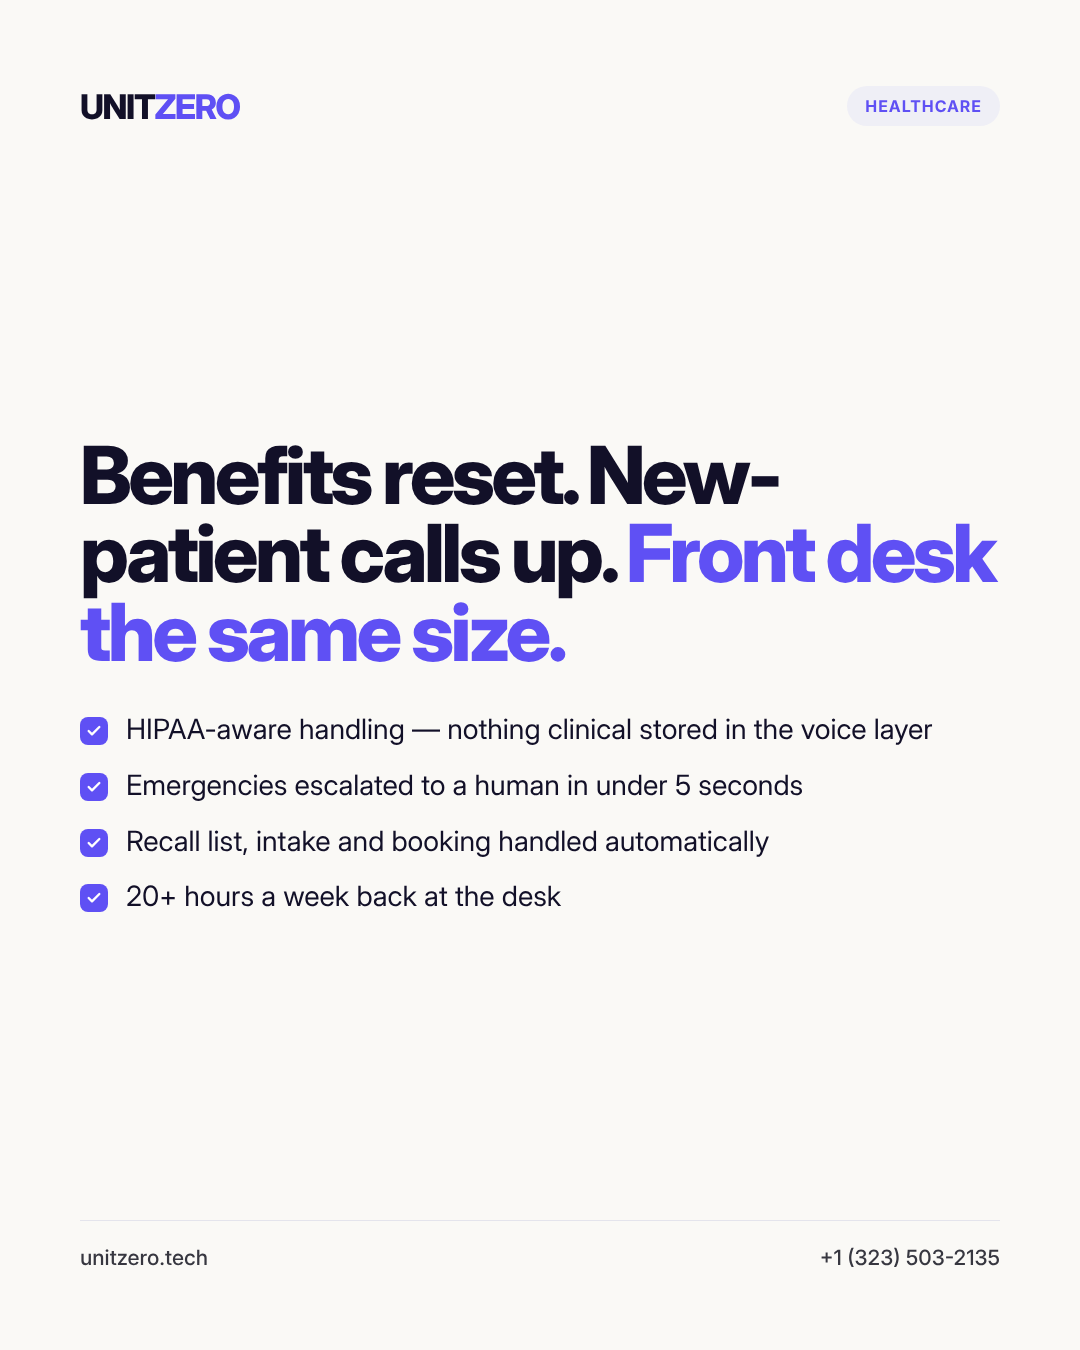 UNITZERO
HEALTHCARE
Benefits reset. New-
patient calls up. Front desk
the same size.
HIPAA-aware handling — nothing clinical stored in the voice layer
Emergencies escalated to a human in under 5 seconds
Recall list, intake and booking handled automatically
20+ hours a week back at the desk
unitzero.tech
+1 (323) 503-2135